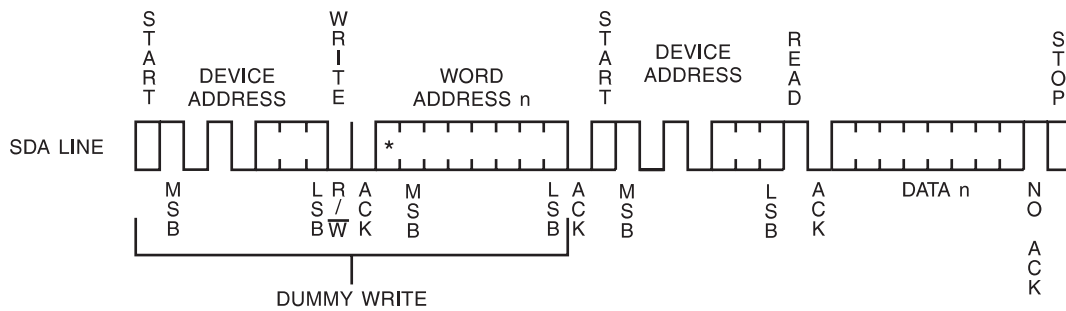 START
WRITE
START
READ
STOP
DEVICE
ADDRESS
WORD
ADDRESS n
DEVICE
ADDRESS
SDA LINE
*
MSB
LSB
R/W
ACK
MSB
LSB
ACK
MSB
LSB
ACK
DATA n
NO ACK
DUMMY WRITE